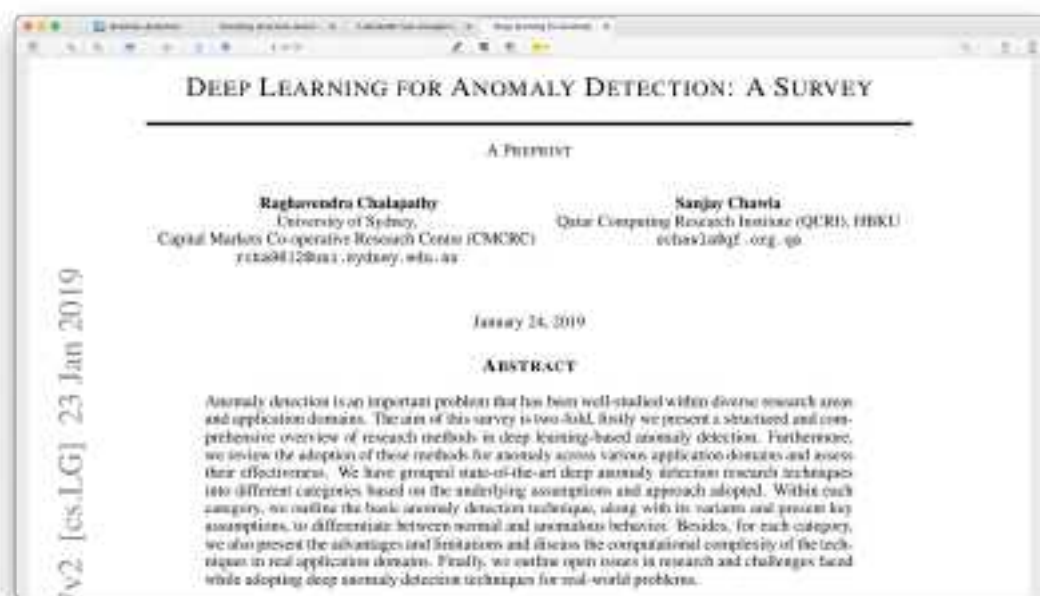 DEEP LEARNING FOR ANOMALY DETECTION: A SURVEY
A PREPRINT
Raghavendra Chalapathy
University of Sydney,
Capital Markets Co-operative Research Centre (CMCRC)
Sanjay Chawla
Qatar Computing Research Institute (QCRI), HBKU
January 24, 2019
ABSTRACT
Anomaly detection is an important problem that has been well-studied within diverse research areas
and application domains. The aim of this survey is two-fold, firstly we present a structured and com-
prehensive overview of research methods in deep learning-based anomaly detection. Furthermore,
we review the adoption of these methods for anomaly across various application domains and assess
their effectiveness. We have grouped state-of-the-art deep anomaly detection research techniques
into different categories based on the underlying assumptions and approach adopted. Within each
category, we outline the basic anomaly detection technique, along with its variants and present key
assumptions, to differentiate between normal and anomalous behavior. Besides, for each category,
we also present the advantages and limitations and discuss the computational complexity of the tech-
niques in real application domains. Finally, we outline open issues in research and challenges faced
while adopting deep anomaly detection techniques for real-world problems.
v2 [cs.LG] 23 Jan 2019